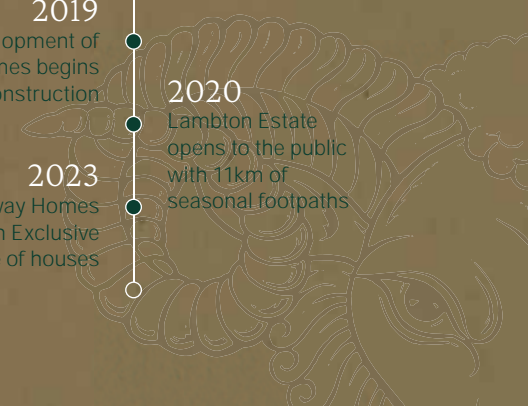 2019
opment of
nes begins
onstruction
2020
Lambton Estate
opens to the public
with 11km of
seasonal footpaths
2023
way Homes
n Exclusive
of houses